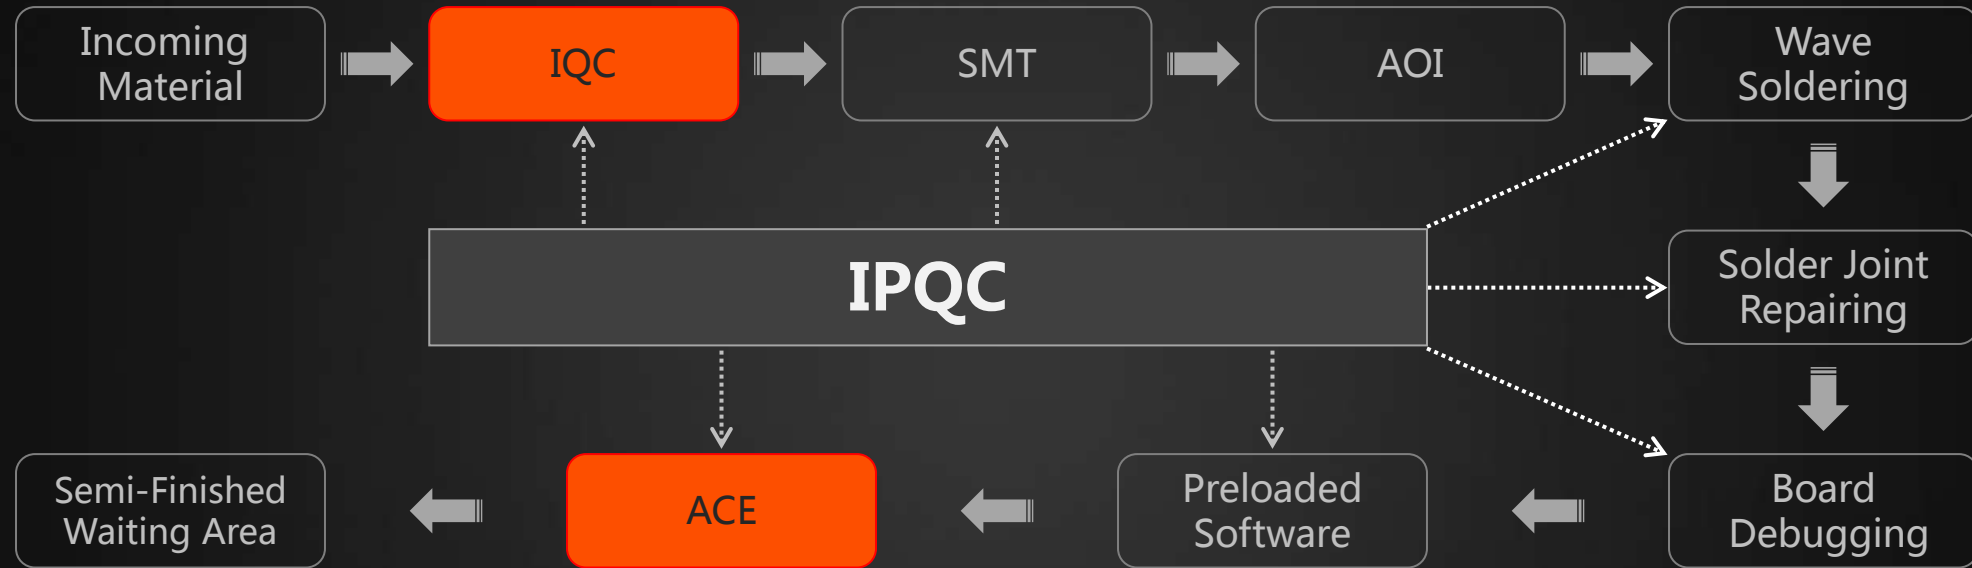 Incoming
Material
IQC
SMT
AOI
Wave
Soldering
IPQC
Solder Joint
Repairing
Semi-Finished
Waiting Area
ACE
Preloaded
Software
Board
Debugging